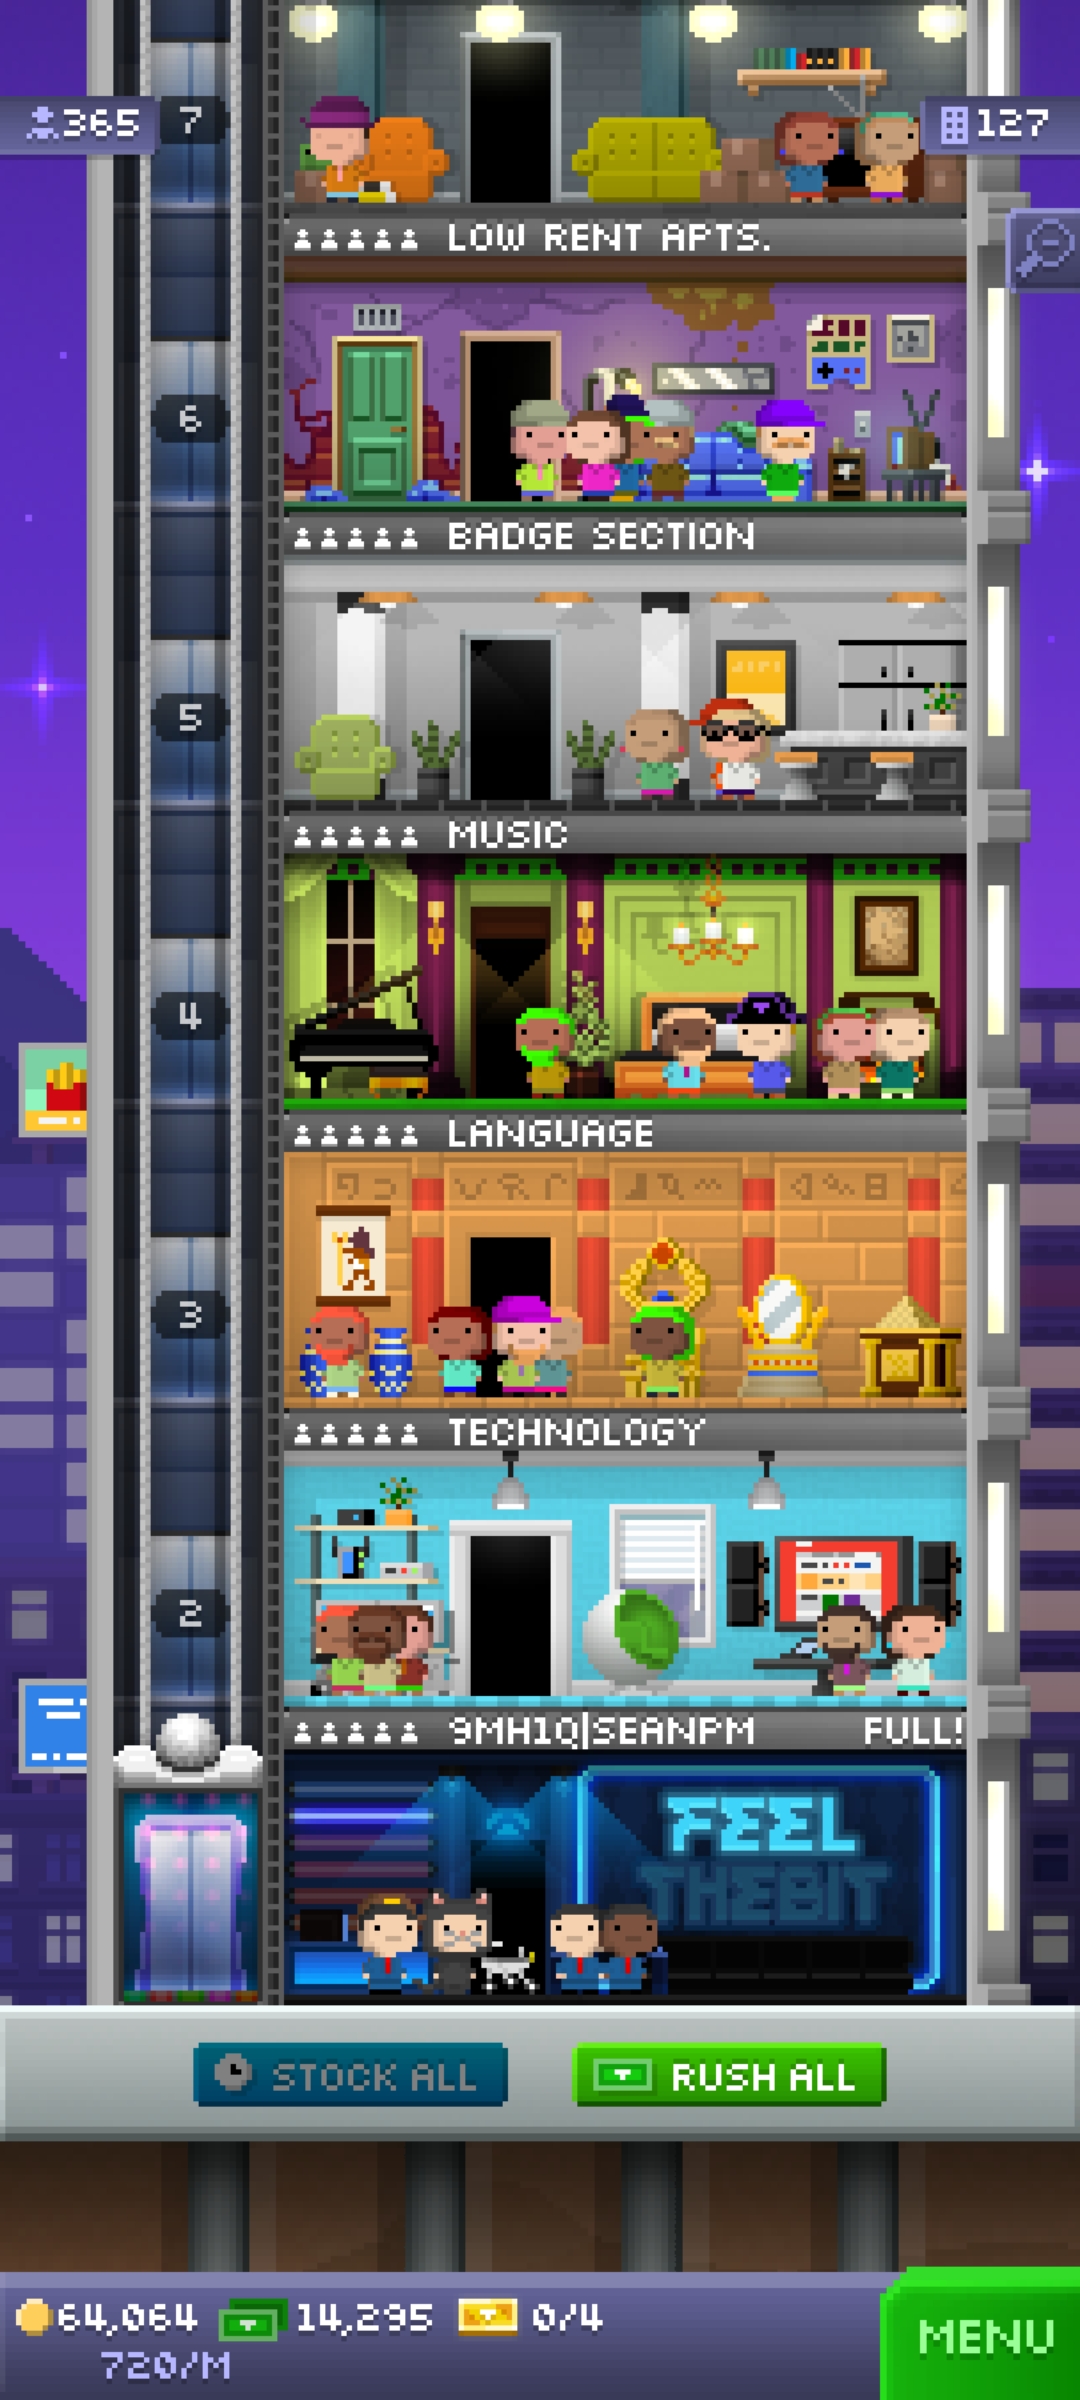 7
365
127
LOW RENT APTS.
6
BADGE SECTION
5
MUSIC
4
LANGUAGE
3
TECHNOLOGY
2
9MH1Q|SEANPM FULL!
FEEL
THEBIT
STOCK ALL
RUSH ALL
64,064 14,295 0/4
720/M
MENU